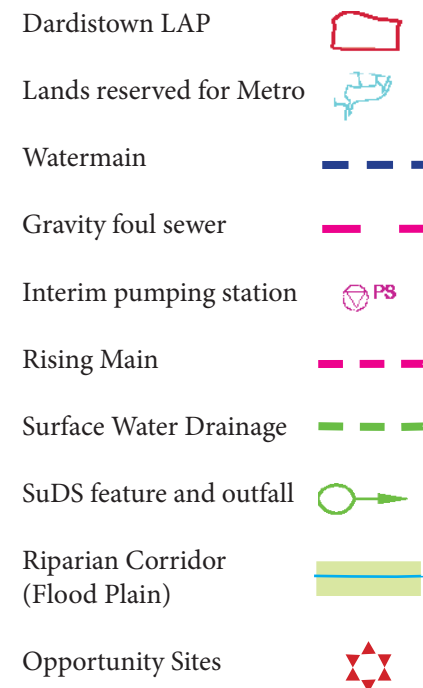 Dardistown LAP
Lands reserved for Metro
Watermain
Gravity foul sewer
Interim pumping station PS
Rising Main
Surface Water Drainage
SuDS feature and outfall
Riparian Corridor
(Flood Plain)
Opportunity Sites